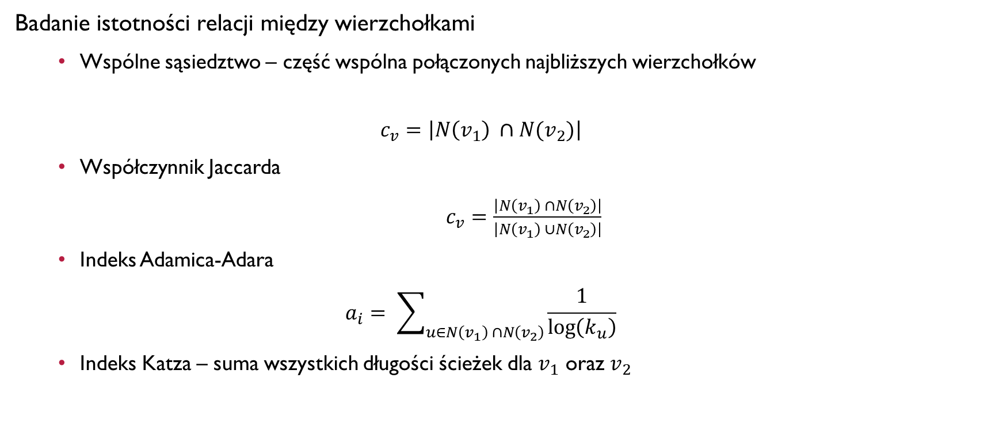 Badanie istotności relacji między wierzchołkami
• Wspólne sąsiedztwo – część wspólna połączonych najbliższych wierzchołków
$c_v = |N(v_1) \cap N(v_2)|$
• Współczynnik Jaccarda
$c_v = \frac{|N(v_1) \cap N(v_2)|}{|N(v_1) \cup N(v_2)|}$
• Indeks Adamica-Adara
$a_i = \sum_{u \in N(v_1) \cap N(v_2)} \frac{1}{\log(k_u)}$
• Indeks Katza – suma wszystkich długości ścieżek dla $v_1$ oraz $v_2$